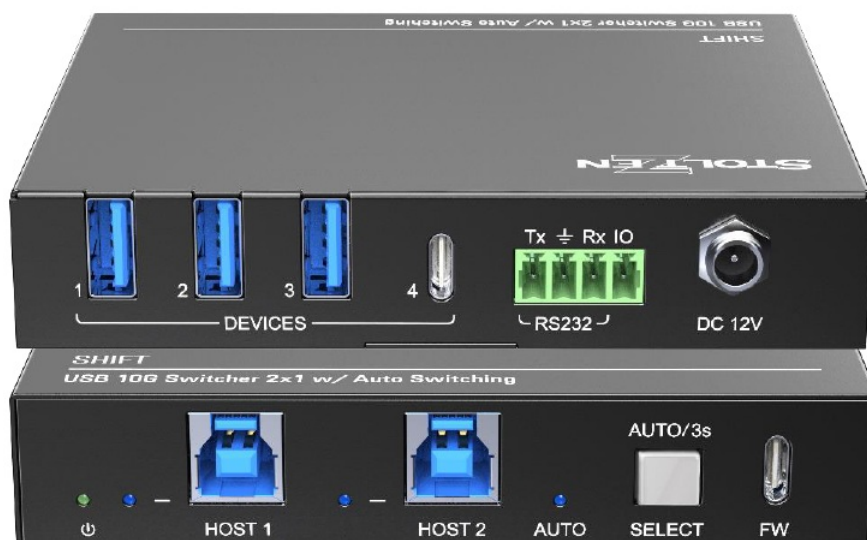 USB 10G Switcher 2x1 w/ Auto Switching
SHIFT
STOLTZEN
Tx ⏚ Rx IO
1 2 3 4
DEVICES
RS232
DC 12V
SHIFT
USB 10G Switcher 2x1 w/ Auto Switching
AUTO/3s
HOST 1 HOST 2 AUTO SELECT FW